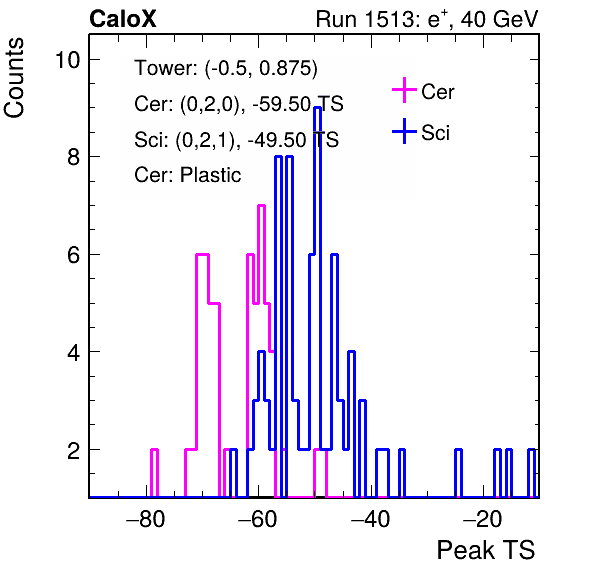 CaloX Run 1513: e+, 40 GeV
Counts
Tower: (-0.5, 0.875)
Cer: (0,2,0), -59.50 TS
Sci: (0,2,1), -49.50 TS
Cer: Plastic
Cer
Sci
10
8
6
4
2
−80 −60 −40 −20
Peak TS